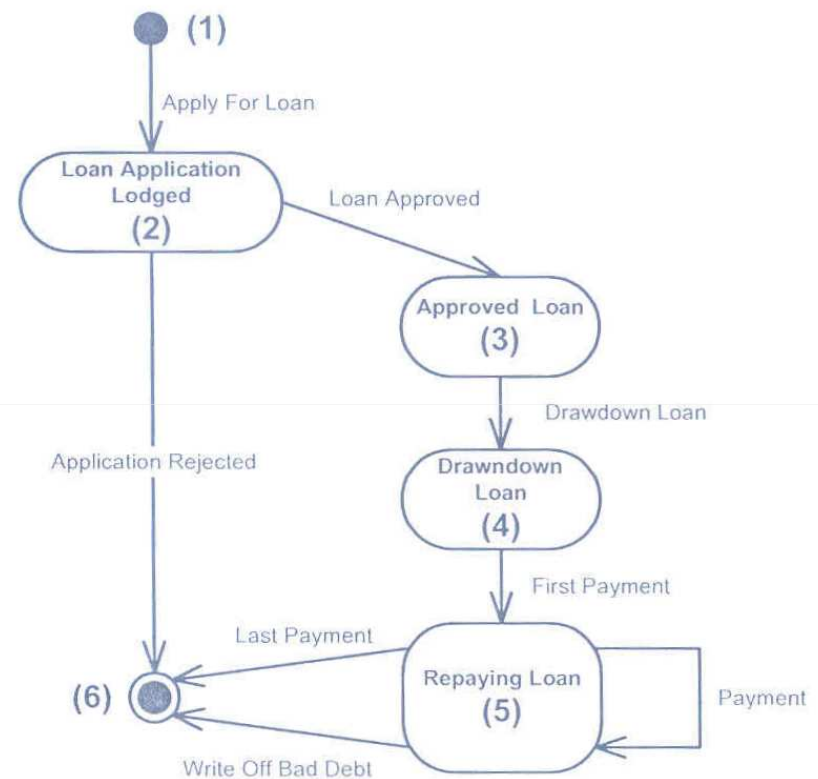 (1)
Apply For Loan
Loan Application
Lodged
(2)
Loan Approved
Approved Loan
(3)
Drawdown Loan
Application Rejected
Drawndown
Loan
(4)
First Payment
Last Payment
Repaying Loan
(5)
Payment
(6)
Write Off Bad Debt